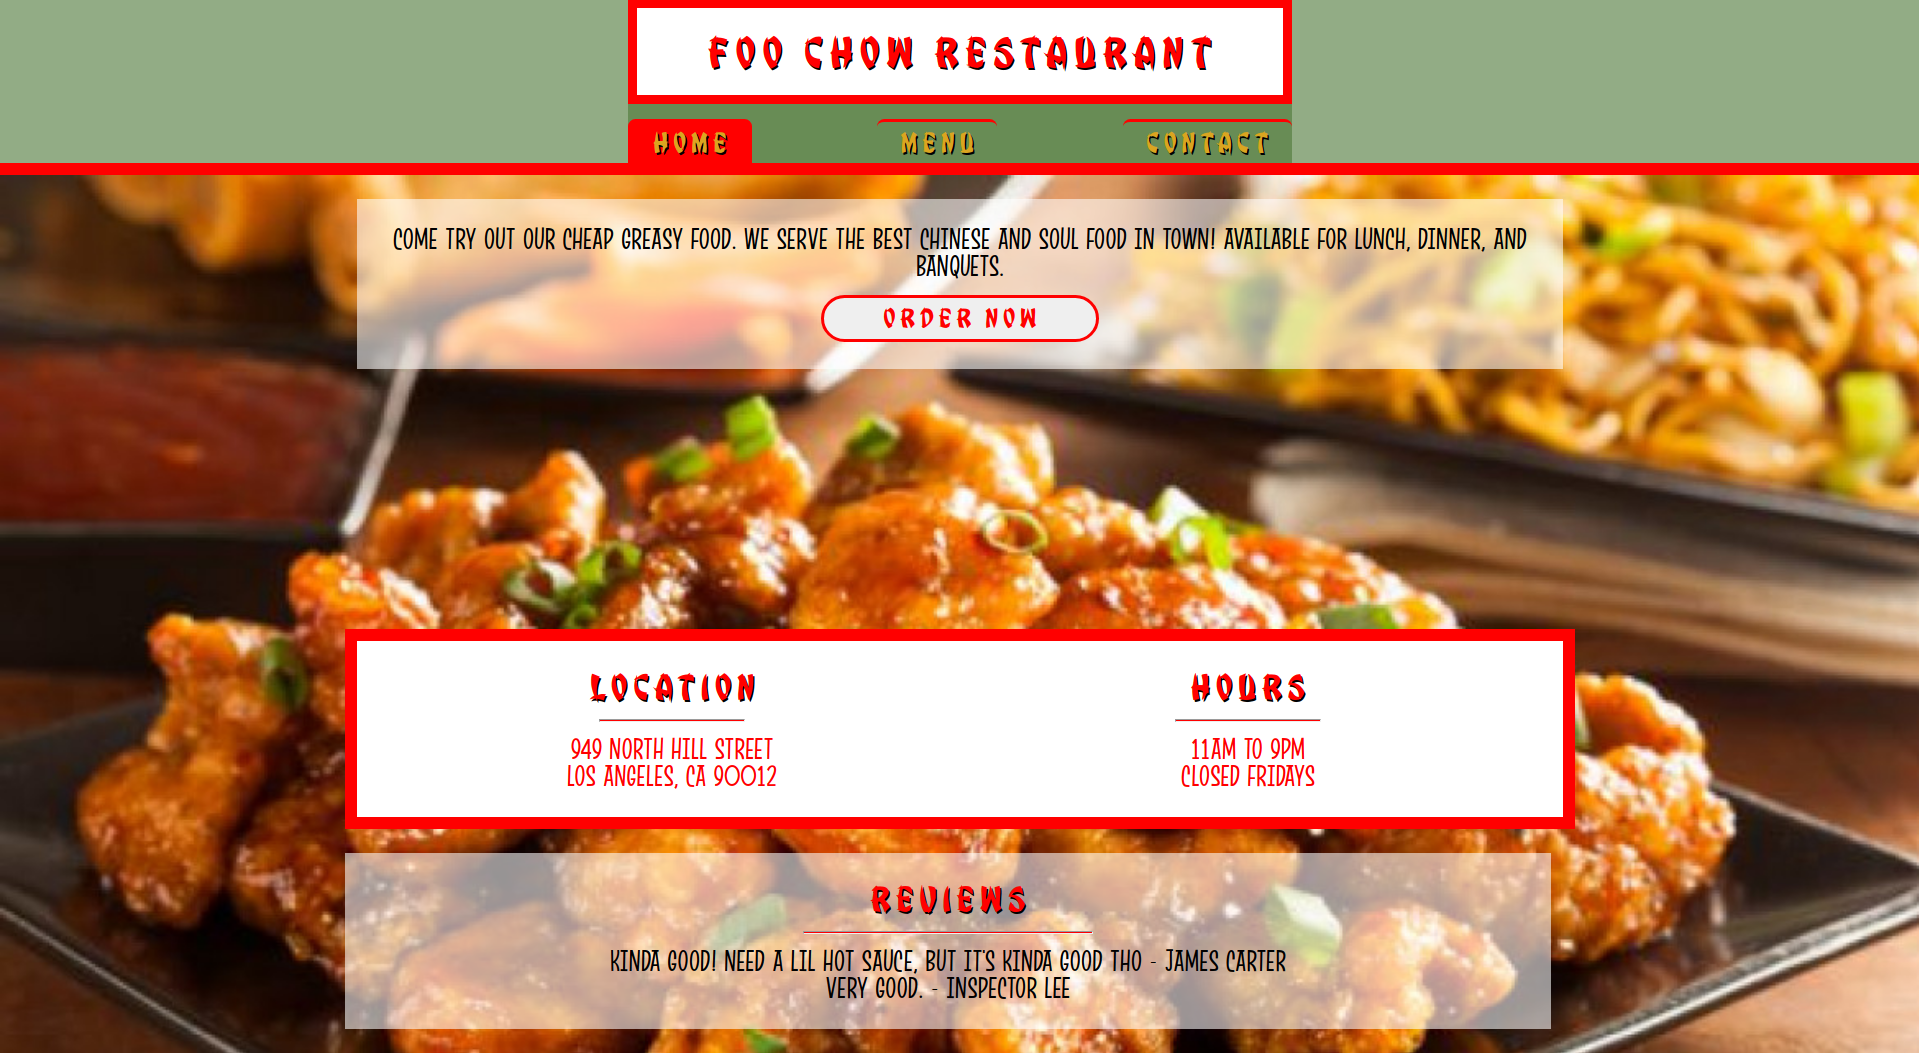 FOO CHOW RESTAURANT
HOME MENU CONTACT
COME TRY OUT OUR CHEAP GREASY FOOD. WE SERVE THE BEST CHINESE AND SOUL FOOD IN TOWN! AVAILABLE FOR LUNCH, DINNER, AND
BANQUETS.
ORDER NOW
LOCATION
949 NORTH HILL STREET
LOS ANGELES, CA 90012
HOURS
11AM TO 9PM
CLOSED FRIDAYS
REVIEWS
KINDA GOOD! NEED A LIL HOT SAUCE, BUT IT'S KINDA GOOD THO - JAMES CARTER
VERY GOOD. - INSPECTOR LEE